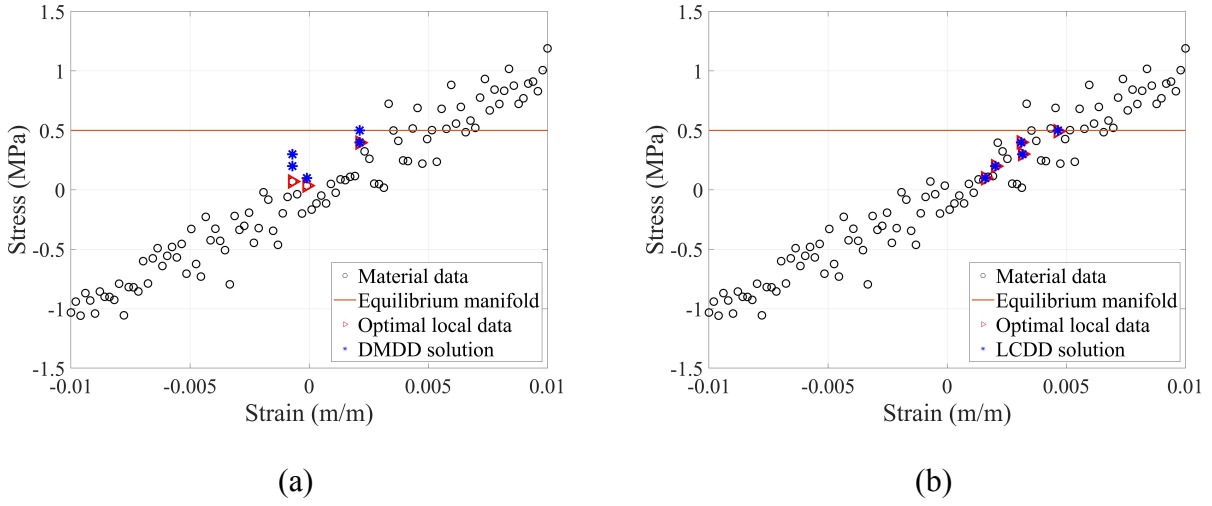 1.5
1
0.5
0
-0.5
-1
-1.5
Stress (MPa)
Material data
Equilibrium manifold
Optimal local data
DMDD solution
-0.01
-0.005
0
0.005
0.01
Strain (m/m)
(a)
1.5
1
0.5
0
-0.5
-1
-1.5
Stress (MPa)
Material data
Equilibrium manifold
Optimal local data
LCDD solution
-0.01
-0.005
0
0.005
0.01
Strain (m/m)
(b)